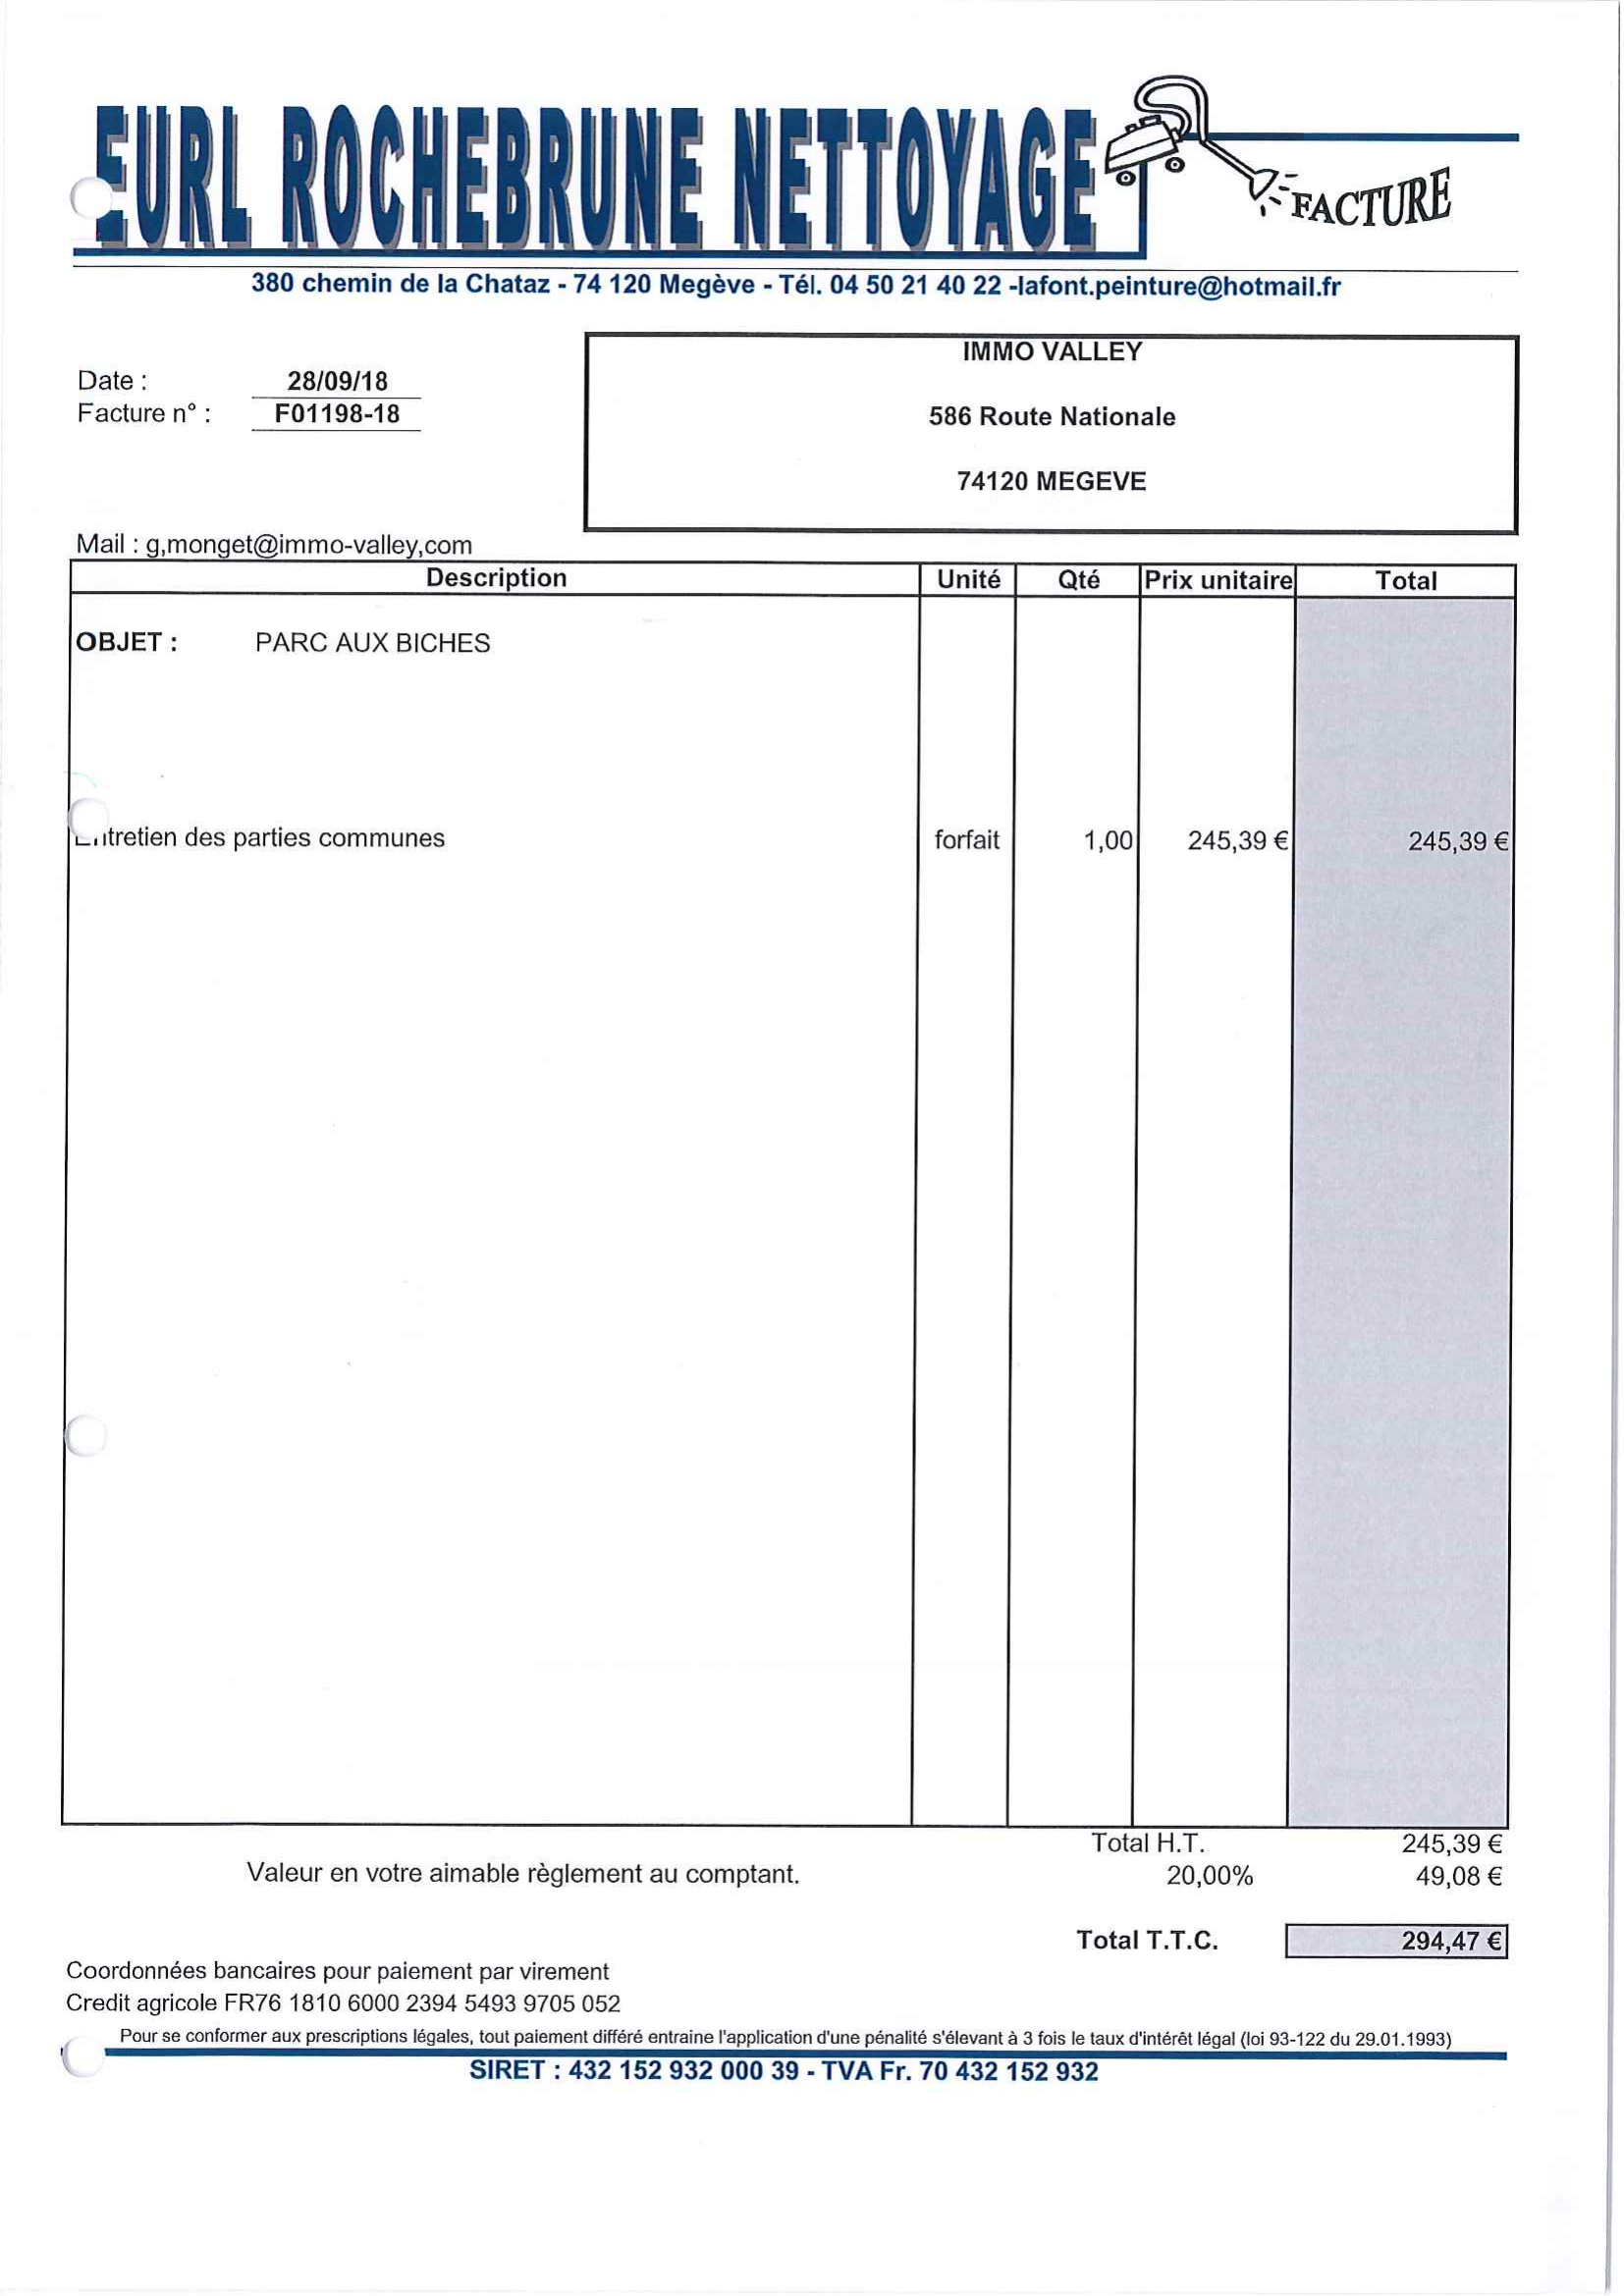 EURL ROCHEBRUNE NETTOYAGE
FACTURE
380 chemin de la Chataz - 74 120 Megève - Tél. 04 50 21 40 22 -lafont.peinture@hotmail.fr
IMMO VALLEY
586 Route Nationale
74120 MEGEVE
Date : 28/09/18
Facture n° : F01198-18
Mail : g,monget@immo-valley,com
Description Unité Qté Prix unitaire Total
OBJET : PARC AUX BICHES
Entretien des parties communes forfait 1,00 245,39 € 245,39 €
Total H.T. 245,39 €
Valeur en votre aimable règlement au comptant. 20,00% 49,08 €
Total T.T.C. 294,47 €
Coordonnées bancaires pour paiement par virement
Credit agricole FR76 1810 6000 2394 5493 9705 052
Pour se conformer aux prescriptions légales, tout paiement différé entraine l'application d'une pénalité s'élevant à 3 fois le taux d'intérêt légal (loi 93-122 du 29.01.1993)
SIRET : 432 152 932 000 39 - TVA Fr. 70 432 152 932